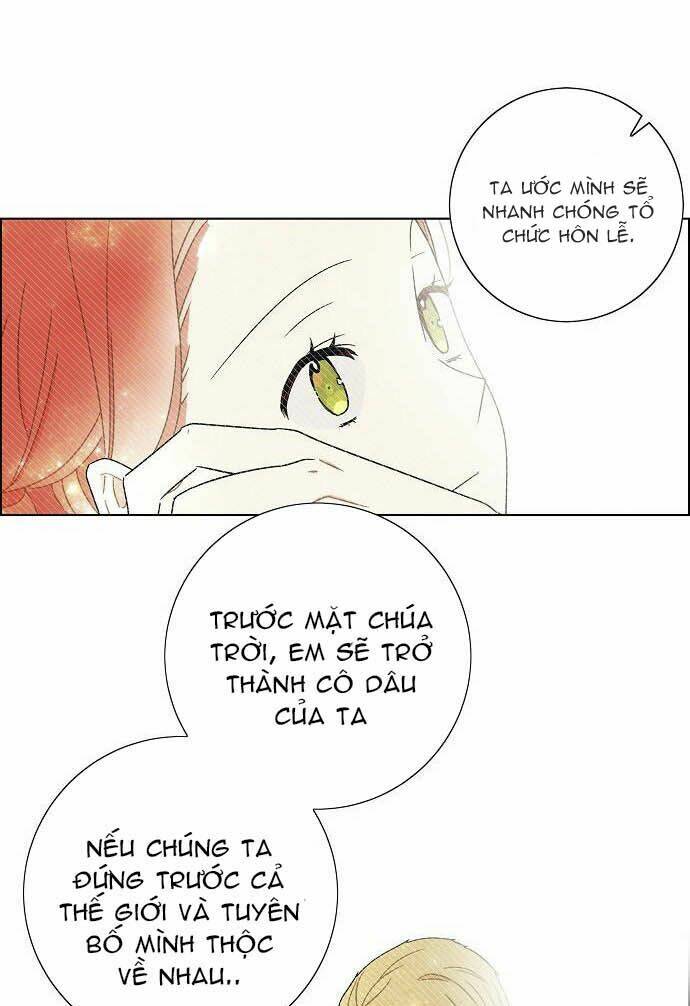 TA ƯỚC MÌNH SẼ
NHANH CHÓNG TỔ
CHỨC HÔN LỄ.
TRƯỚC MẶT CHÚA
TRỜI, EM SẼ TRỞ
THÀNH CÔ DÂU
CỦA TA
NẾU CHÚNG TA
ĐỨNG TRƯỚC CẢ
THẾ GIỚI VÀ TUYÊN
BỐ MÌNH THỘC
VỀ NHAU..